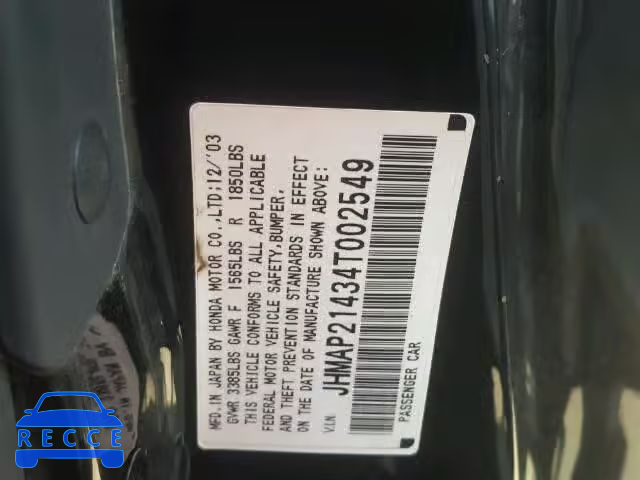 MFD.IN JAPAN BY HONDA MOTOR CO.,LTD:12/'03
GVWR 3385LBS GAWR F 1565LBS R 1850LBS
THIS VEHICLE CONFORMS TO ALL APPLICABLE
FEDERAL MOTOR VEHICLE SAFETY,BUMPER,
AND THEFT PREVENTION STANDARDS IN EFFECT
ON THE DATE OF MANUFACTURE SHOWN ABOVE:
V.I.N. JHMAP21434T002549
PASSENGER CAR
RECCE